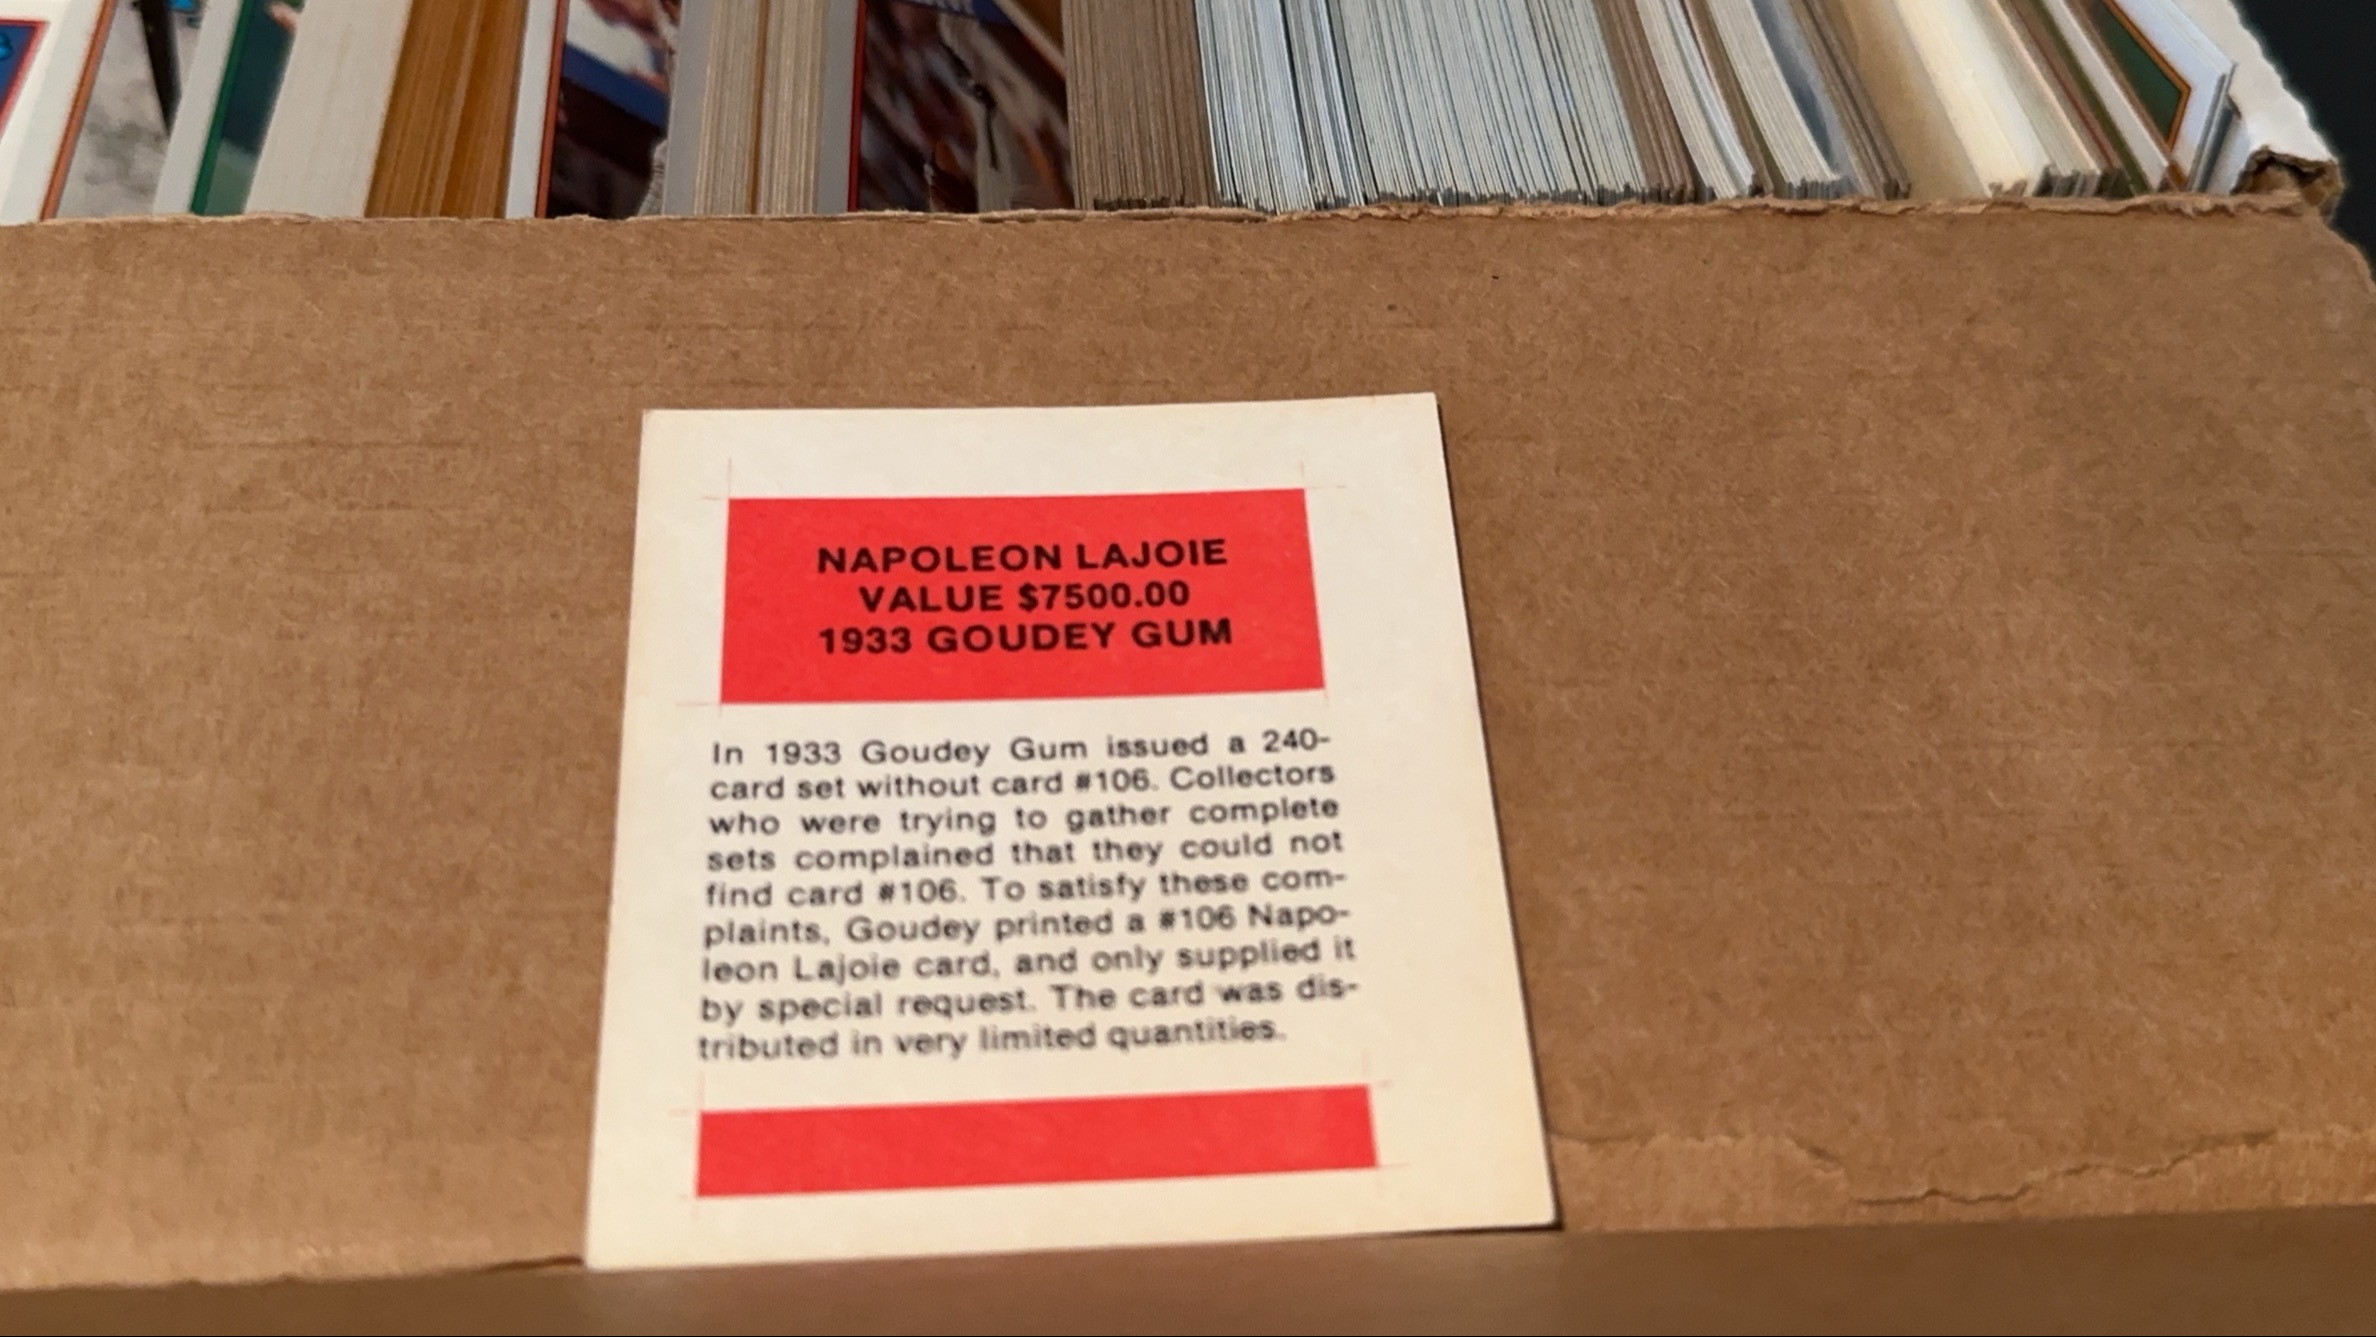 NAPOLEON LAJOIE
VALUE $7500.00
1933 GOUDEY GUM
In 1933 Goudey Gum issued a 240-
card set without card #106. Collectors
who were trying to gather complete
sets complained that they could not
find card #106. To satisfy these com-
plaints, Goudey printed a #106 Napo-
leon Lajoie card, and only supplied it
by special request. The card was dis-
tributed in very limited quantities.